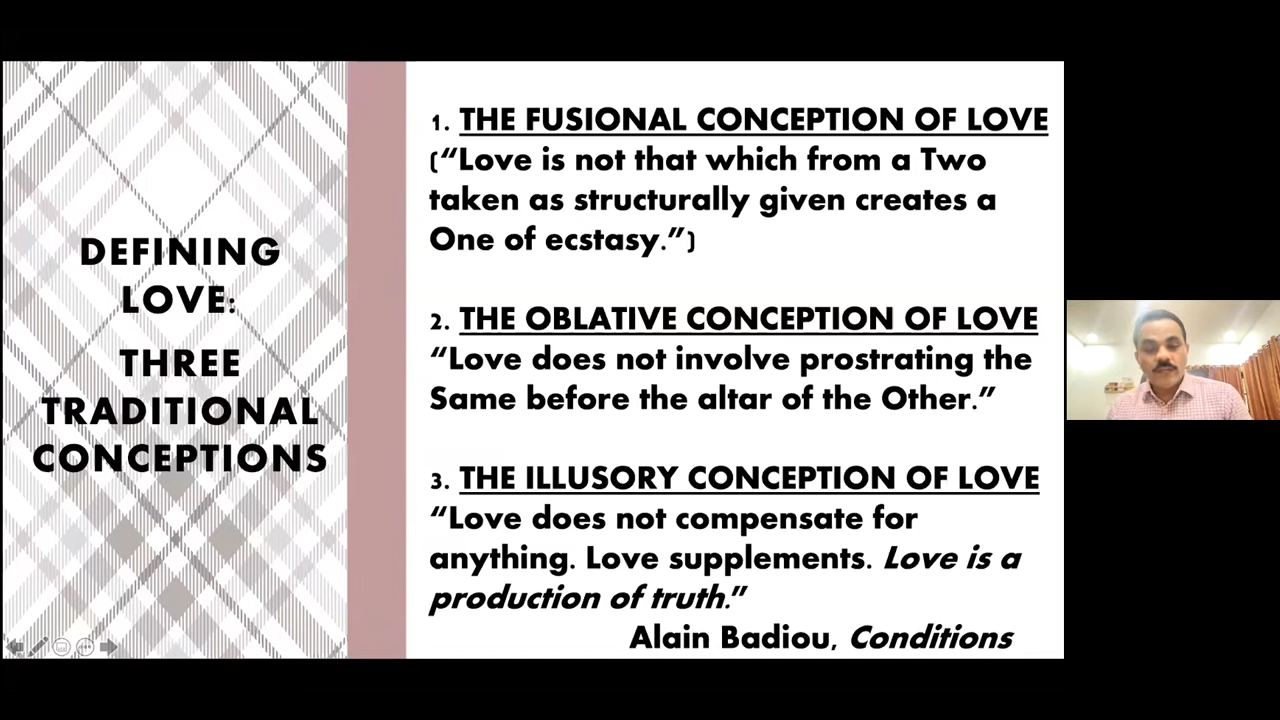 DEFINING
LOVE:
THREE
TRADITIONAL
CONCEPTIONS
1. THE FUSIONAL CONCEPTION OF LOVE
(“Love is not that which from a Two
taken as structurally given creates a
One of ecstasy.”)
2. THE OBLATIVE CONCEPTION OF LOVE
“Love does not involve prostrating the
Same before the altar of the Other.”
3. THE ILLUSORY CONCEPTION OF LOVE
“Love does not compensate for
anything. Love supplements. Love is a
production of truth.”
Alain Badiou, Conditions